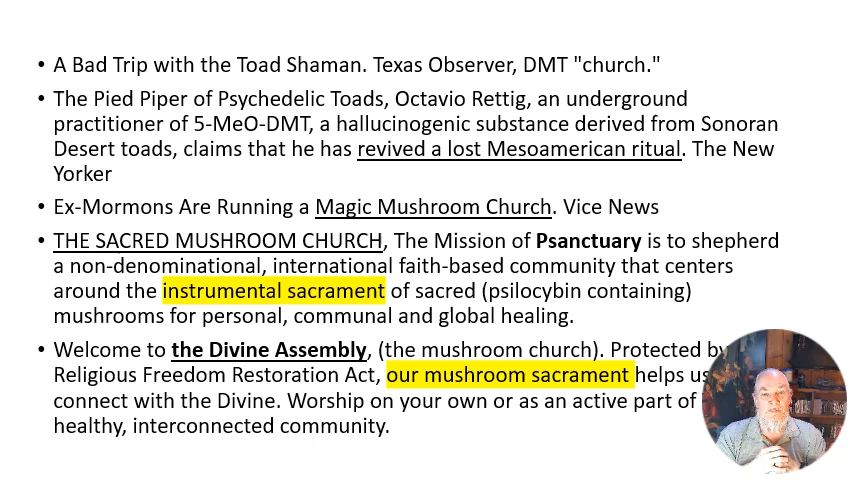 • A Bad Trip with the Toad Shaman. Texas Observer, DMT "church."
• The Pied Piper of Psychedelic Toads, Octavio Rettig, an underground
practitioner of 5-MeO-DMT, a hallucinogenic substance derived from Sonoran
Desert toads, claims that he has revived a lost Mesoamerican ritual. The New
Yorker
• Ex-Mormons Are Running a Magic Mushroom Church. Vice News
• THE SACRED MUSHROOM CHURCH, The Mission of Psanctuary is to shepherd
a non-denominational, international faith-based community that centers
around the instrumental sacrament of sacred (psilocybin containing)
mushrooms for personal, communal and global healing.
• Welcome to the Divine Assembly, (the mushroom church). Protected by
Religious Freedom Restoration Act, our mushroom sacrament helps us
connect with the Divine. Worship on your own or as an active part of
healthy, interconnected community.